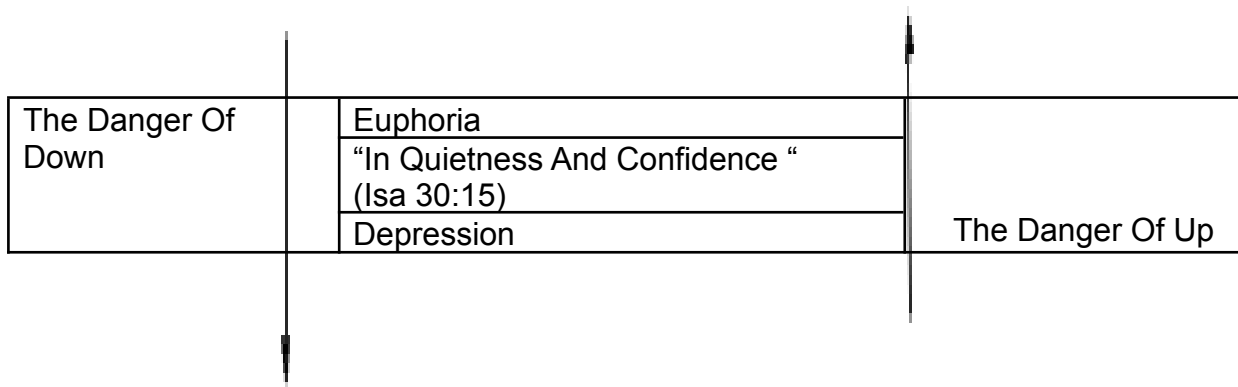 The Danger Of
Down
Euphoria
“In Quietness And Confidence “
(Isa 30:15)
Depression
The Danger Of Up